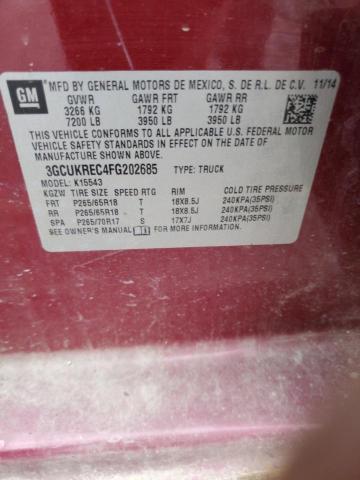 GM
MFD BY GENERAL MOTORS DE MEXICO, S. DE R.L. DE C.V. 11/14
GVWR GAWR FRT GAWR RR
3266 KG 1792 KG 1792 KG
7200 LB 3950 LB 3950 LB
THIS VEHICLE CONFORMS TO ALL APPLICABLE U.S. FEDERAL MOTOR
VEHICLE SAFETY STANDARDS IN EFFECT ON THE DATE OF MANUFACTURE
SHOWN ABOVE.
3GCUKREC4FG202685 TYPE: TRUCK
MODEL: K15543
KGZW TIRE SIZE SPEED RTG RIM COLD TIRE PRESSURE
FRT P265/65R18 T 18X8.5J 240KPA(35PSI)
RR P265/65R18 T 18X8.5J 240KPA(35PSI)
SPA P265/70R17 S 17X7J 240KPA(35PSI)
SEE OWNER'S MANUAL FOR MORE INFORMATION.